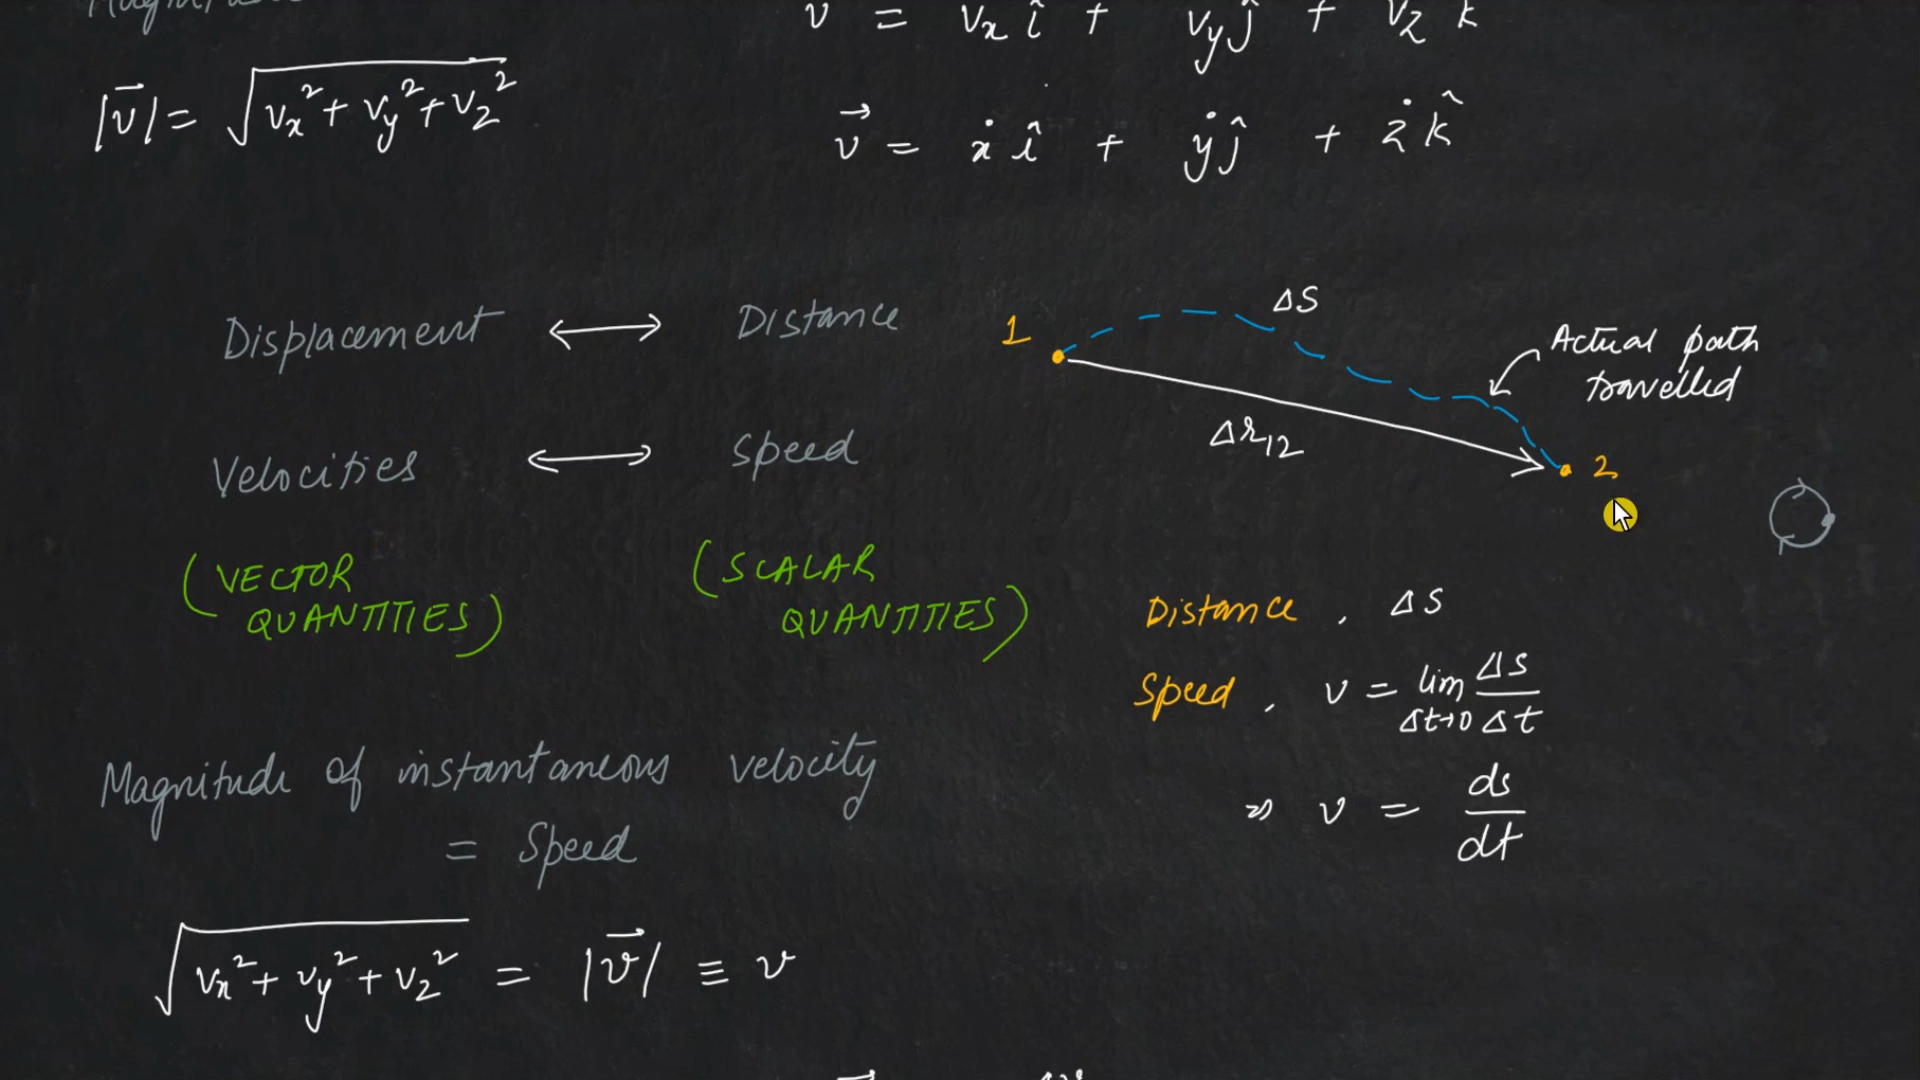 v = vx î + vy ĵ + vz k
|v⃗| = √(vx² + vy² + vz²)
v⃗ = ẋ î + ẏ ĵ + ż k̂
Displacement ⟷ Distance
Velocities ⟷ Speed
(VECTOR
QUANTITIES)
(SCALAR
QUANTITIES)
1
ΔS
Actual path
travelled
Δr12
2
Distance , ΔS
Speed , v = lim Δt→0 ΔS/Δt
⇒ v = ds/dt
Magnitude of instantaneous velocity
= Speed
√(vx² + vy² + vz²) = |v⃗| ≡ v